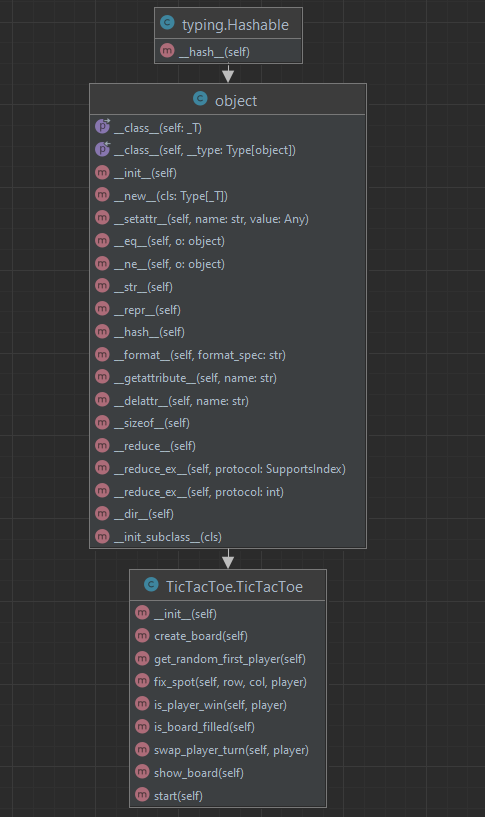 typing.Hashable
__hash__(self)
object
__class__(self: _T)
__class__(self, __type: Type[object])
__init__(self)
__new__(cls: Type[_T])
__setattr__(self, name: str, value: Any)
__eq__(self, o: object)
__ne__(self, o: object)
__str__(self)
__repr__(self)
__hash__(self)
__format__(self, format_spec: str)
__getattribute__(self, name: str)
__delattr__(self, name: str)
__sizeof__(self)
__reduce__(self)
__reduce_ex__(self, protocol: SupportsIndex)
__reduce_ex__(self, protocol: int)
__dir__(self)
__init_subclass__(cls)
TicTacToe.TicTacToe
__init__(self)
create_board(self)
get_random_first_player(self)
fix_spot(self, row, col, player)
is_player_win(self, player)
is_board_filled(self)
swap_player_turn(self, player)
show_board(self)
start(self)